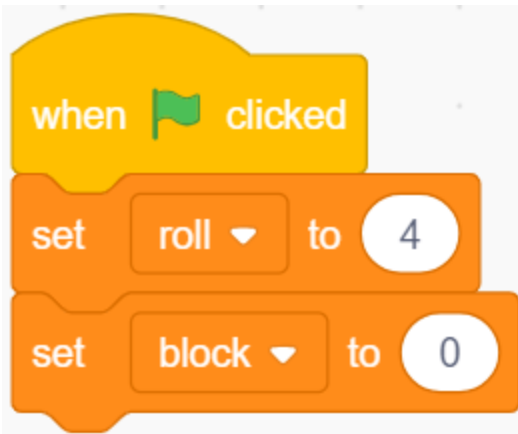 when clicked
set roll to 4
set block to 0